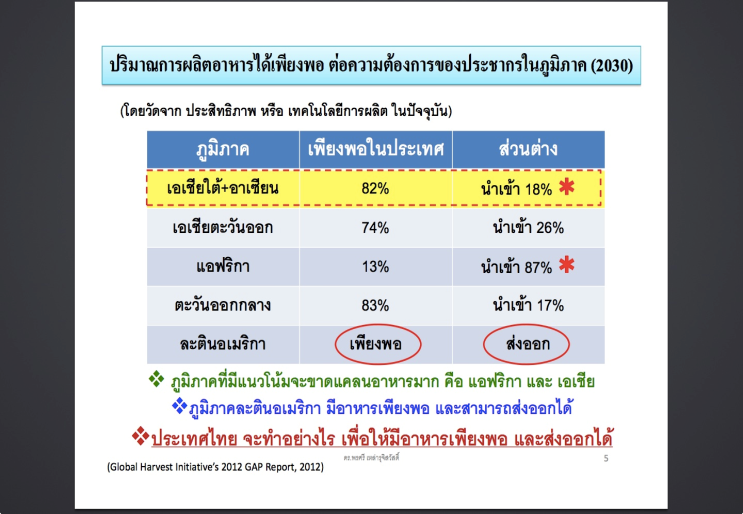 ปริมาณการผลิตอาหารได้เพียงพอ ต่อความต้องการของประชากรในภูมิภาค (2030)
(โดยวัดจาก ประสิทธิภาพ หรือ เทคโนโลยีการผลิต ในปัจจุบัน)
ภูมิภาค เพียงพอในประเทศ ส่วนต่าง
เอเชียใต้+อาเซียน 82% นำเข้า 18% *
เอเชียตะวันออก 74% นำเข้า 26%
แอฟริกา 13% นำเข้า 87% *
ตะวันออกกลาง 83% นำเข้า 17%
ละตินอเมริกา เพียงพอ ส่งออก
❖ ภูมิภาคที่มีแนวโน้มจะขาดแคลนอาหารมาก คือ แอฟริกา และ เอเชีย
❖ภูมิภาคละตินอเมริกา มีอาหารเพียงพอ และสามารถส่งออกได้
❖ประเทศไทย จะทำอย่างไร เพื่อให้มีอาหารเพียงพอ และส่งออกได้
5
(Global Harvest Initiative's 2012 GAP Report, 2012)